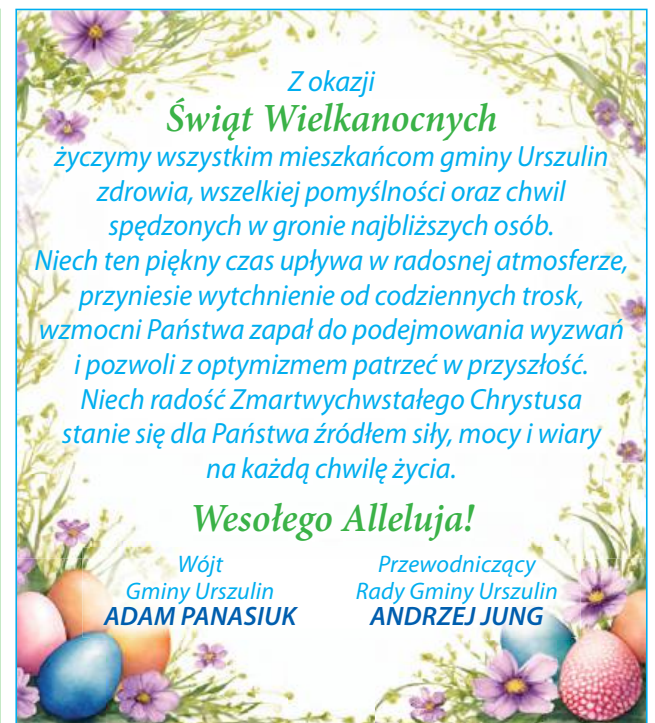 Z okazji
Świąt Wielkanocnych
życzymy wszystkim mieszkańcom gminy Urszulin
zdrowia, wszelkiej pomyślności oraz chwil
spędzonych w gronie najbliższych osób.
Niech ten piękny czas upływa w radosnej atmosferze,
przyniesie wytchnienie od codziennych trosk,
wzmocni Państwa zapał do podejmowania wyzwań
i pozwoli z optymizmem patrzeć w przyszłość.
Niech radość Zmartwychwstałego Chrystusa
stanie się dla Państwa źródłem siły, mocy i wiary
na każdą chwilę życia.
Wesołego Alleluja!
Wójt
Gminy Urszulin
ADAM PANASIUK
Przewodniczący
Rady Gminy Urszulin
ANDRZEJ JUNG